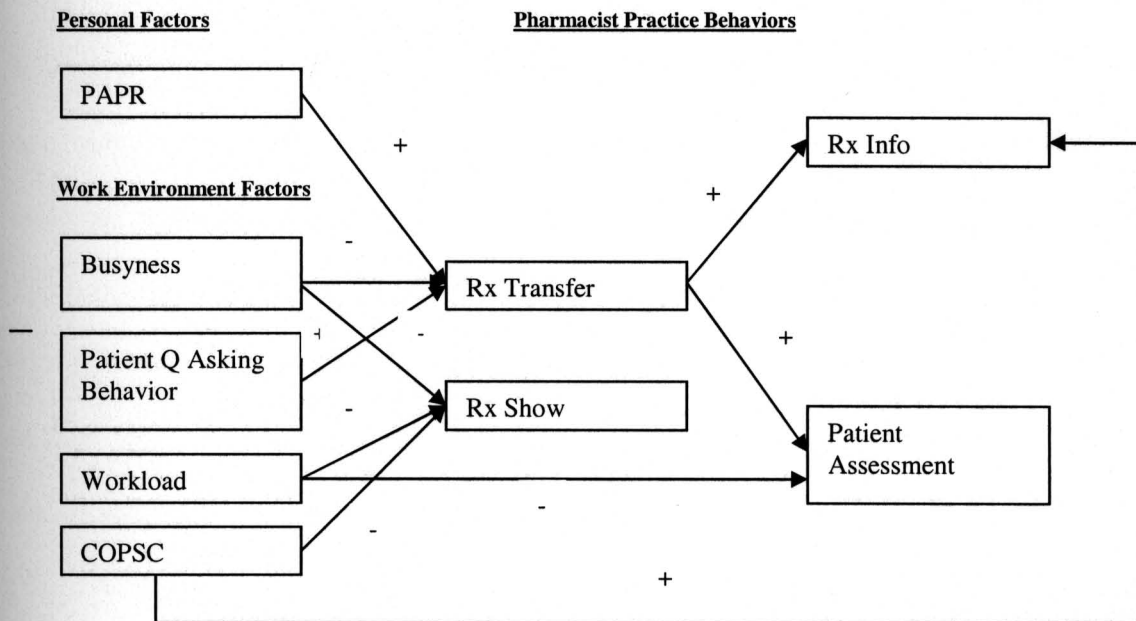 Personal Factors
Pharmacist Practice Behaviors
PAPR
+
Rx Info
Work Environment Factors
+
-
Busyness
Rx Transfer
-
+
-
+
Patient Q Asking
Behavior
-
Rx Show
Patient
Assessment
Workload
-
-
COPSC
+